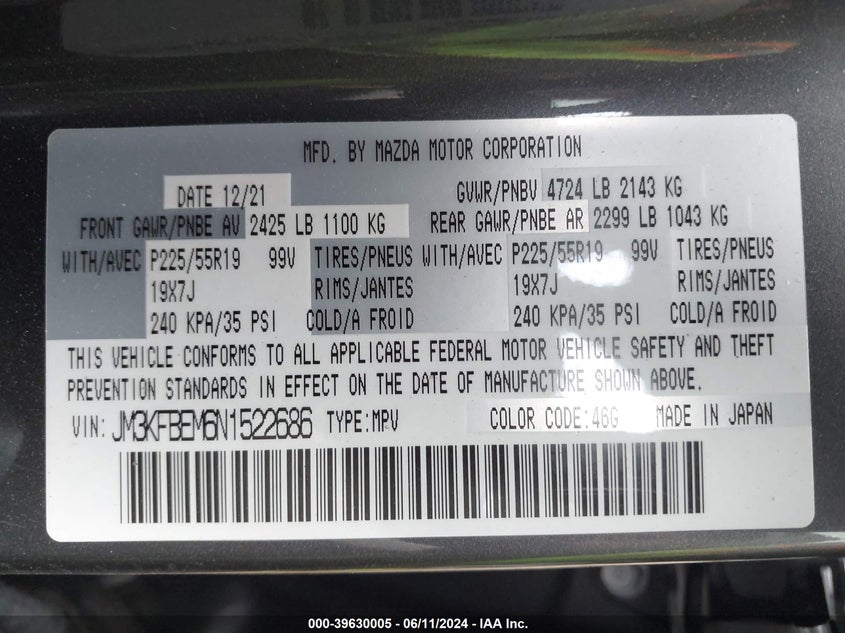 MFD. BY MAZDA MOTOR CORPORATION
DATE 12/21 GVWR/PNBV 4724 LB 2143 KG
FRONT GAWR/PNBE AV 2425 LB 1100 KG REAR GAWR/PNBE AR 2299 LB 1043 KG
WITH/AVEC P225/55R19 99V TIRES/PNEUS WITH/AVEC P225/55R19 99V TIRES/PNEUS
19X7J RIMS/JANTES 19X7J RIMS/JANTES
240 KPA/35 PSI COLD/A FROID 240 KPA/35 PSI COLD/A FROID
THIS VEHICLE CONFORMS TO ALL APPLICABLE FEDERAL MOTOR VEHICLE SAFETY AND THEFT
PREVENTION STANDARDS IN EFFECT ON THE DATE OF MANUFACTURE SHOWN ABOVE.
VIN: JM3KFBEM6N1522686 TYPE:MPV COLOR CODE:46G MADE IN JAPAN
000-39630005 - 06/11/2024 - IAA Inc.